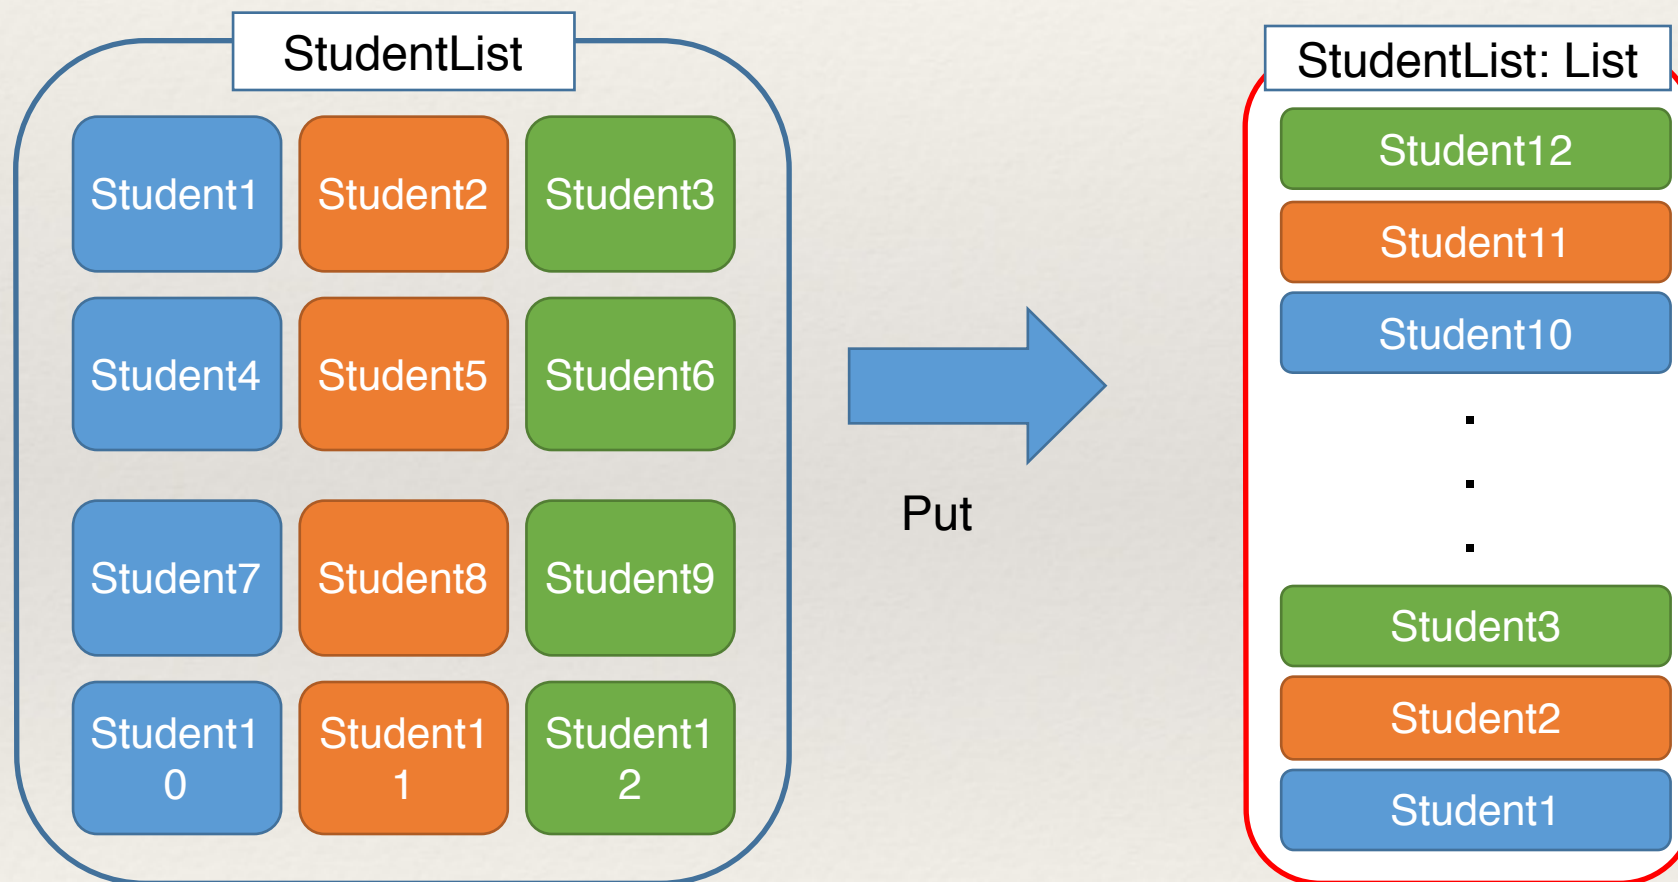 StudentList
Student1
Student2
Student3
Student4
Student5
Student6
Student7
Student8
Student9
Student1
0
Student1
1
Student1
2
Put
StudentList: List
Student12
Student11
Student10
.
.
.
Student3
Student2
Student1